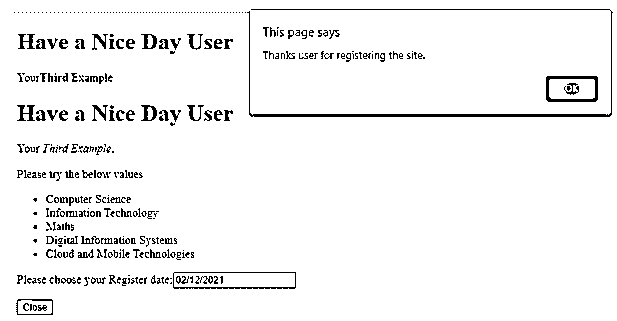 Have a Nice Day User
YourThird Example
Have a Nice Day User
Your Third Example.
Please try the below values
Computer Science
Information Technology
Maths
Digital Information Systems
Cloud and Mobile Technologies
Please choose your Register date: 02/12/2021
Close
This page says
Thanks user for registering the site.
OK